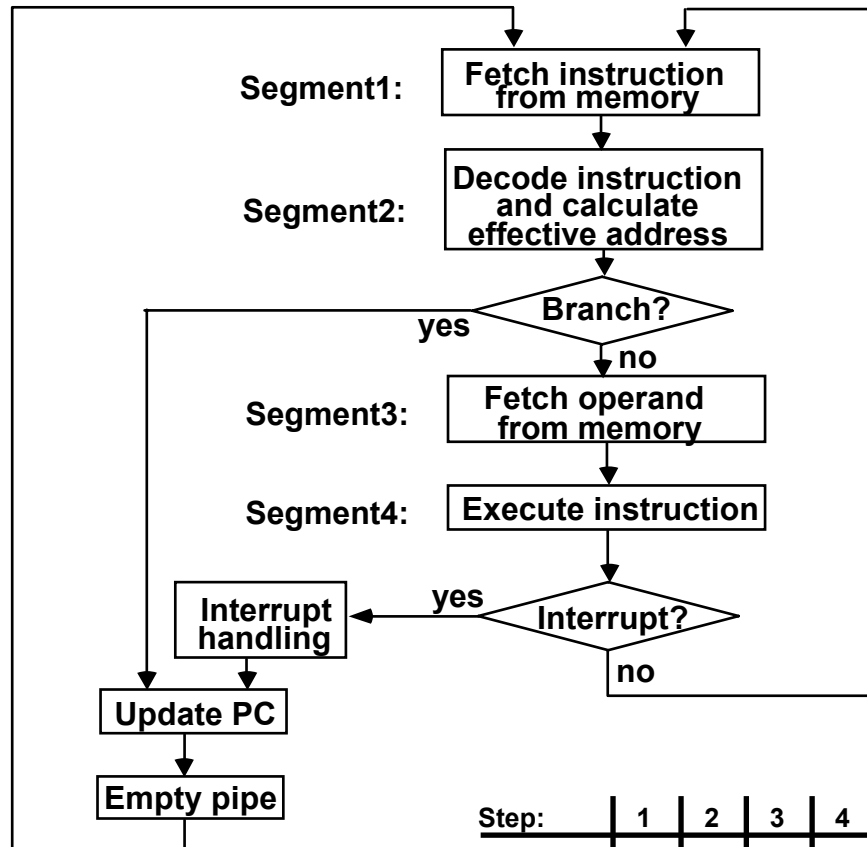 Segment1:
Fetch instruction
from memory
Segment2:
Decode instruction
and calculate
effective address
Branch?
yes
no
Segment3:
Fetch operand
from memory
Segment4:
Execute instruction
Interrupt?
yes
no
Interrupt
handling
Update PC
Empty pipe
Step: 1 2 3 4